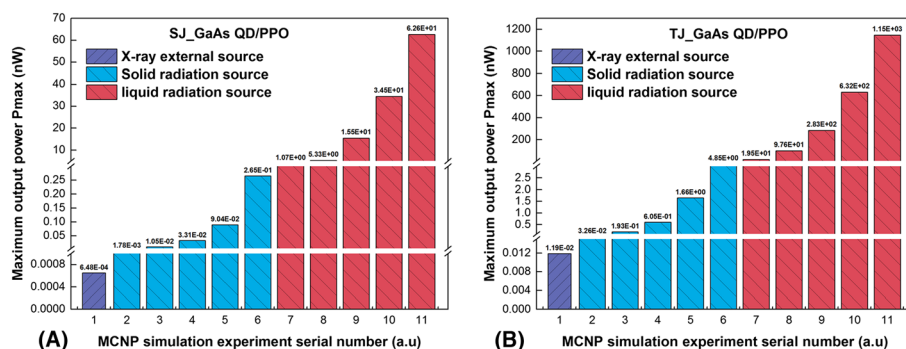 SJ_GaAs QD/PPO
X-ray external source
Solid radiation source
liquid radiation source
Maximum output power Pmax (nW)
70
60
50
40
30
20
10
0.25
0.20
0.15
0.10
0.05
0.0008
0.0004
0.0000
6.48E-04
1.78E-03
1.05E-02
3.31E-02
9.04E-02
2.65E-01
1.07E+00
5.33E+00
1.55E+01
3.45E+01
6.26E+01
1 2 3 4 5 6 7 8 9 10 11
(A) MCNP simulation experiment serial number (a.u)
TJ_GaAs QD/PPO
X-ray external source
Solid radiation source
liquid radiation source
Maximum output power Pmax (nW)
1200
1000
800
600
400
200
2.5
2.0
1.5
1.0
0.5
0.012
0.009
0.006
0.003
0.000
1.19E-02
3.26E-02
1.93E-01
6.05E-01
1.66E+00
4.85E+00
1.95E+01
9.76E+01
2.83E+02
6.32E+02
1.15E+03
1 2 3 4 5 6 7 8 9 10 11
(B) MCNP simulation experiment serial number (a.u)